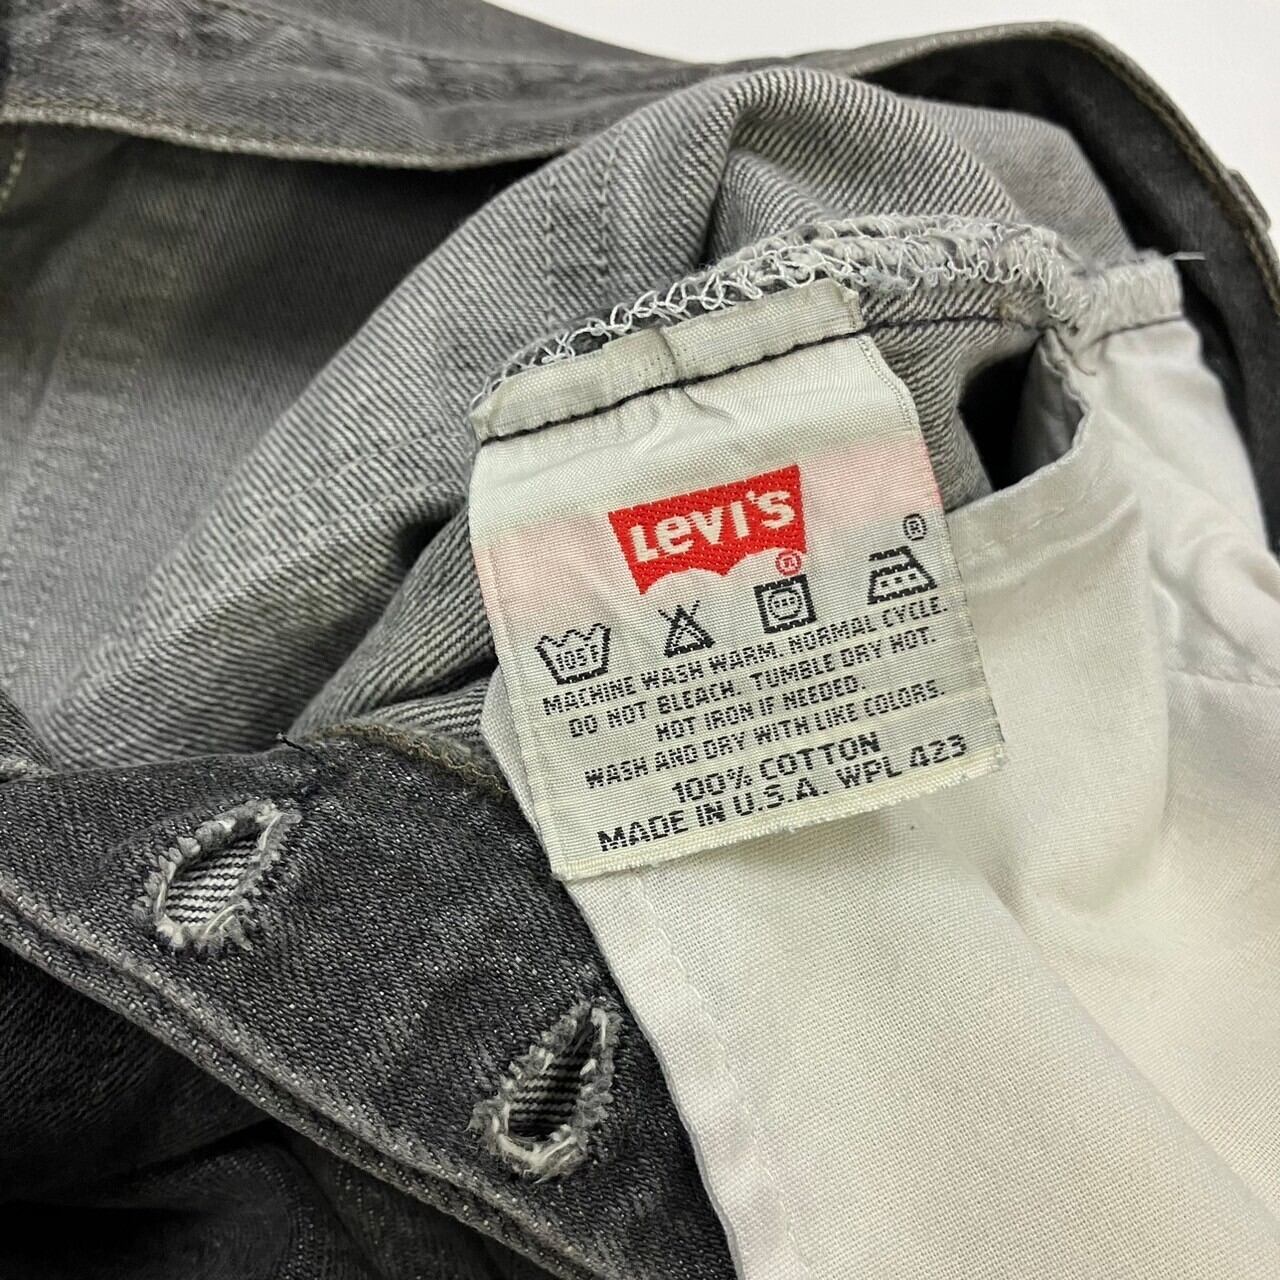 LEVI'S
®
®
105F
MACHINE WASH WARM. NORMAL CYCLE.
DO NOT BLEACH. TUMBLE DRY HOT.
HOT IRON IF NEEDED.
WASH AND DRY WITH LIKE COLORS.
100% COTTON
MADE IN U.S.A. WPL 423